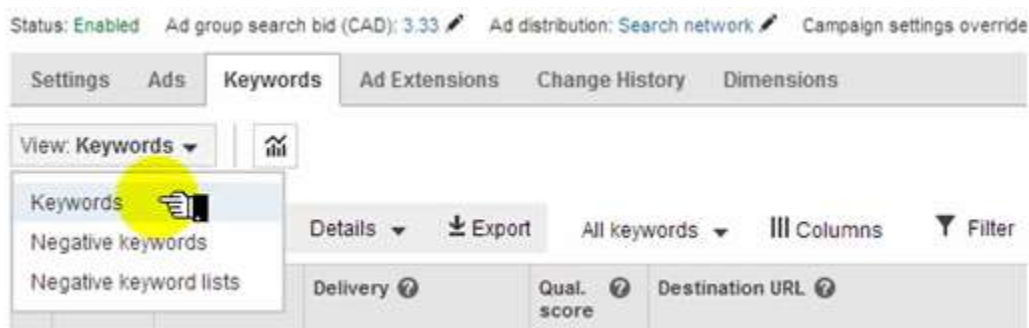 Status: Enabled Ad group search bid (CAD): 3.33 Ad distribution: Search network Campaign settings override
Settings Ads Keywords Ad Extensions Change History Dimensions
View: Keywords
Keywords
Negative keywords
Negative keyword lists
Details Export All keywords Columns Filter
Delivery Qual. score Destination URL